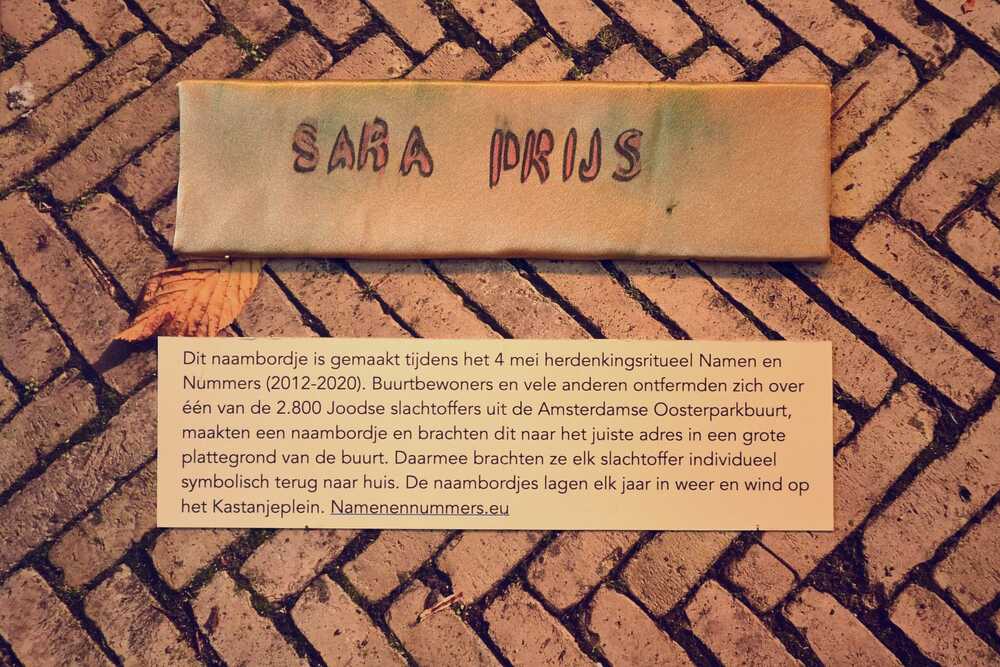 SARA PRIJS
Dit naambordje is gemaakt tijdens het 4 mei herdenkingsritueel Namen en
Nummers (2012-2020). Buurtbewoners en vele anderen ontfermden zich over
één van de 2.800 Joodse slachtoffers uit de Amsterdamse Oosterparkbuurt,
maakten een naambordje en brachten dit naar het juiste adres in een grote
plattegrond van de buurt. Daarmee brachten ze elk slachtoffer individueel
symbolisch terug naar huis. De naambordjes lagen elk jaar in weer en wind op
het Kastanjeplein. Namenennummers.eu